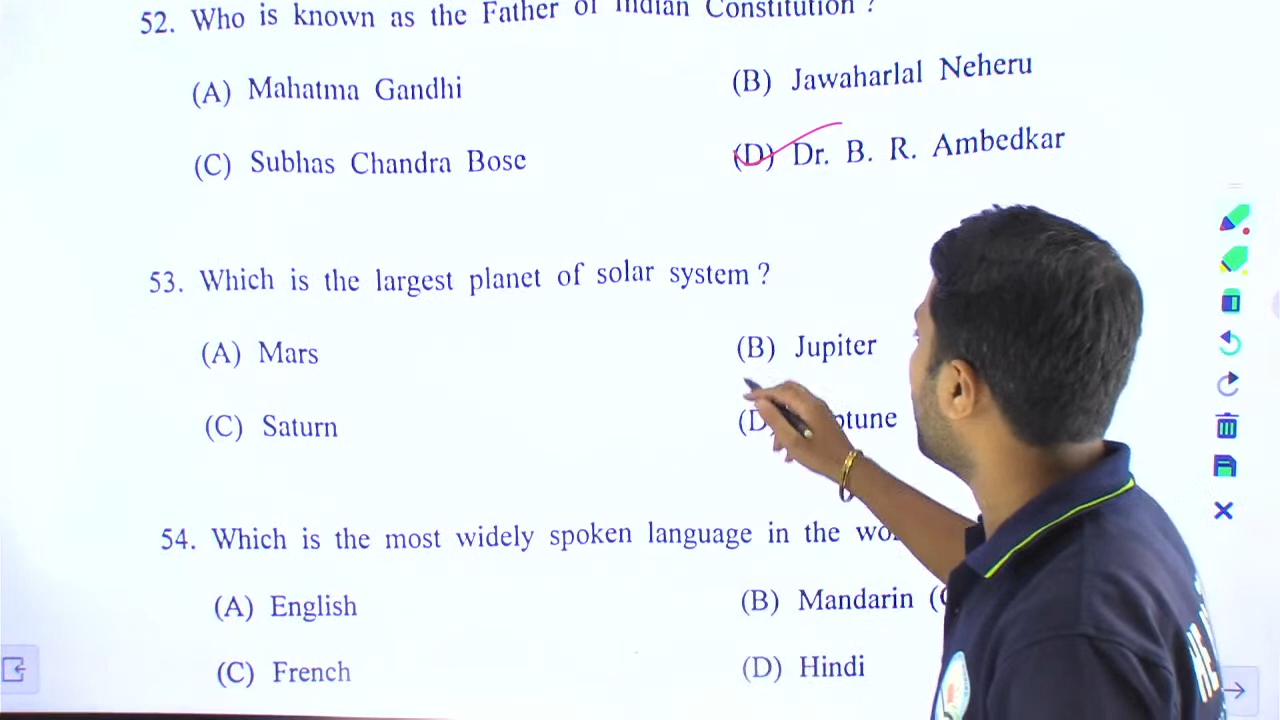 52. Who is known as the Father of Indian Constitution ?
(A) Mahatma Gandhi (B) Jawaharlal Neheru
(C) Subhas Chandra Bose (D) Dr. B. R. Ambedkar
53. Which is the largest planet of solar system ?
(A) Mars (B) Jupiter
(C) Saturn (D
54. Which is the most widely spoken language in the
(A) English (B) Mandarin (
(C) French (D) Hindi